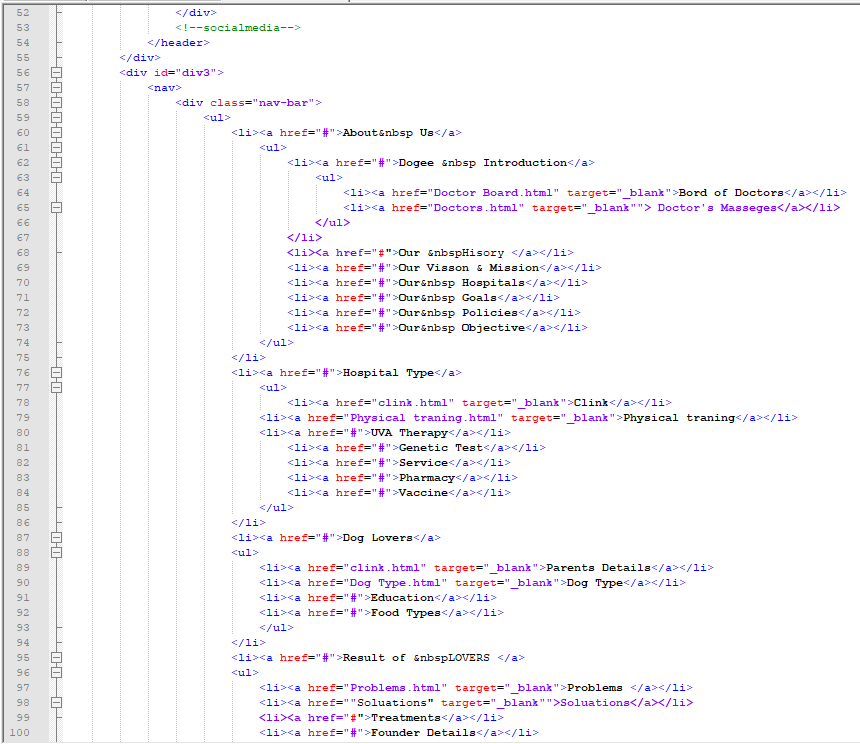 52 </div>
53 <!--socialmedia-->
54 </header>
55 </div>
56 <div id="div3">
57 <nav>
58 <div class="nav-bar">
59 <ul>
60 <li><a href="#">About&nbsp Us</a>
61 <ul>
62 <li><a href="#">Dogee &nbsp Introduction</a>
63 <ul>
64 <li><a href="Doctor Board.html" target="_blank">Bord of Doctors</a></li>
65 <li><a href="Doctors.html" target="_blank""> Doctor's Masseges</a></li>
66 </ul>
67 </li>
68 <li><a href="#">Our &nbspHisory </a></li>
69 <li><a href="#">Our Visson & Mission</a></li>
70 <li><a href="#">Our&nbsp Hospitals</a></li>
71 <li><a href="#">Our&nbsp Goals</a></li>
72 <li><a href="#">Our&nbsp Policies</a></li>
73 <li><a href="#">Our&nbsp Objective</a></li>
74 </ul>
75 </li>
76 <li><a href="#">Hospital Type</a>
77 <ul>
78 <li><a href="clink.html" target="_blank">Clink</a></li>
79 <li><a href="Physical traning.html" target="_blank">Physical traning</a></li>
80 <li><a href="#">UVA Therapy</a></li>
81 <li><a href="#">Genetic Test</a></li>
82 <li><a href="#">Service</a></li>
83 <li><a href="#">Pharmacy</a></li>
84 <li><a href="#">Vaccine</a></li>
85 </ul>
86 </li>
87 <li><a href="#">Dog Lovers</a>
88 <ul>
89 <li><a href="clink.html" target="_blank">Parents Details</a></li>
90 <li><a href="Dog Type.html" target="_blank">Dog Type</a></li>
91 <li><a href="#">Education</a></li>
92 <li><a href="#">Food Types</a></li>
93 </ul>
94 </li>
95 <li><a href="#">Result of &nbspLOVERS </a>
96 <ul>
97 <li><a href="Problems.html" target="_blank">Problems </a></li>
98 <li><a href=""Soluations" target="_blank"">Soluations</a></li>
99 <li><a href="#">Treatments</a></li>
100 <li><a href="#">Founder Details</a></li>